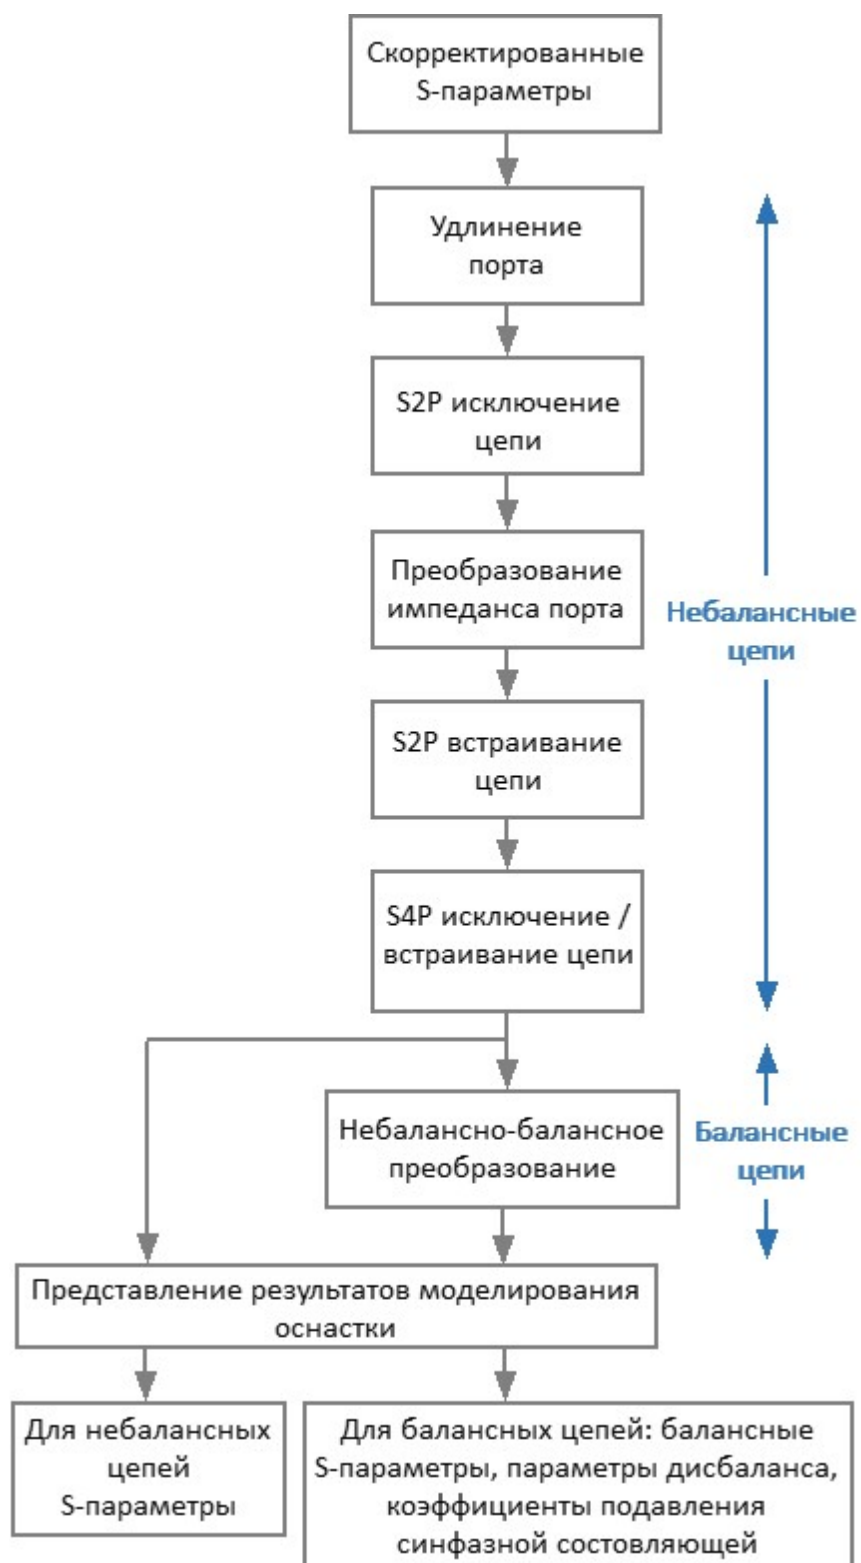 Скорректированные
S-параметры
Удлинение
порта
S2P исключение
цепи
Преобразование
импеданса порта
Небалансные
цепи
S2P встраивание
цепи
S4P исключение /
встраивание цепи
Небалансно-балансное
преобразование
Балансные
цепи
Представление результатов моделирования
оснастки
Для небалансных
цепей
S-параметры
Для балансных цепей: балансные
S-параметры, параметры дисбаланса,
коэффициенты подавления
синфазной состовляющей